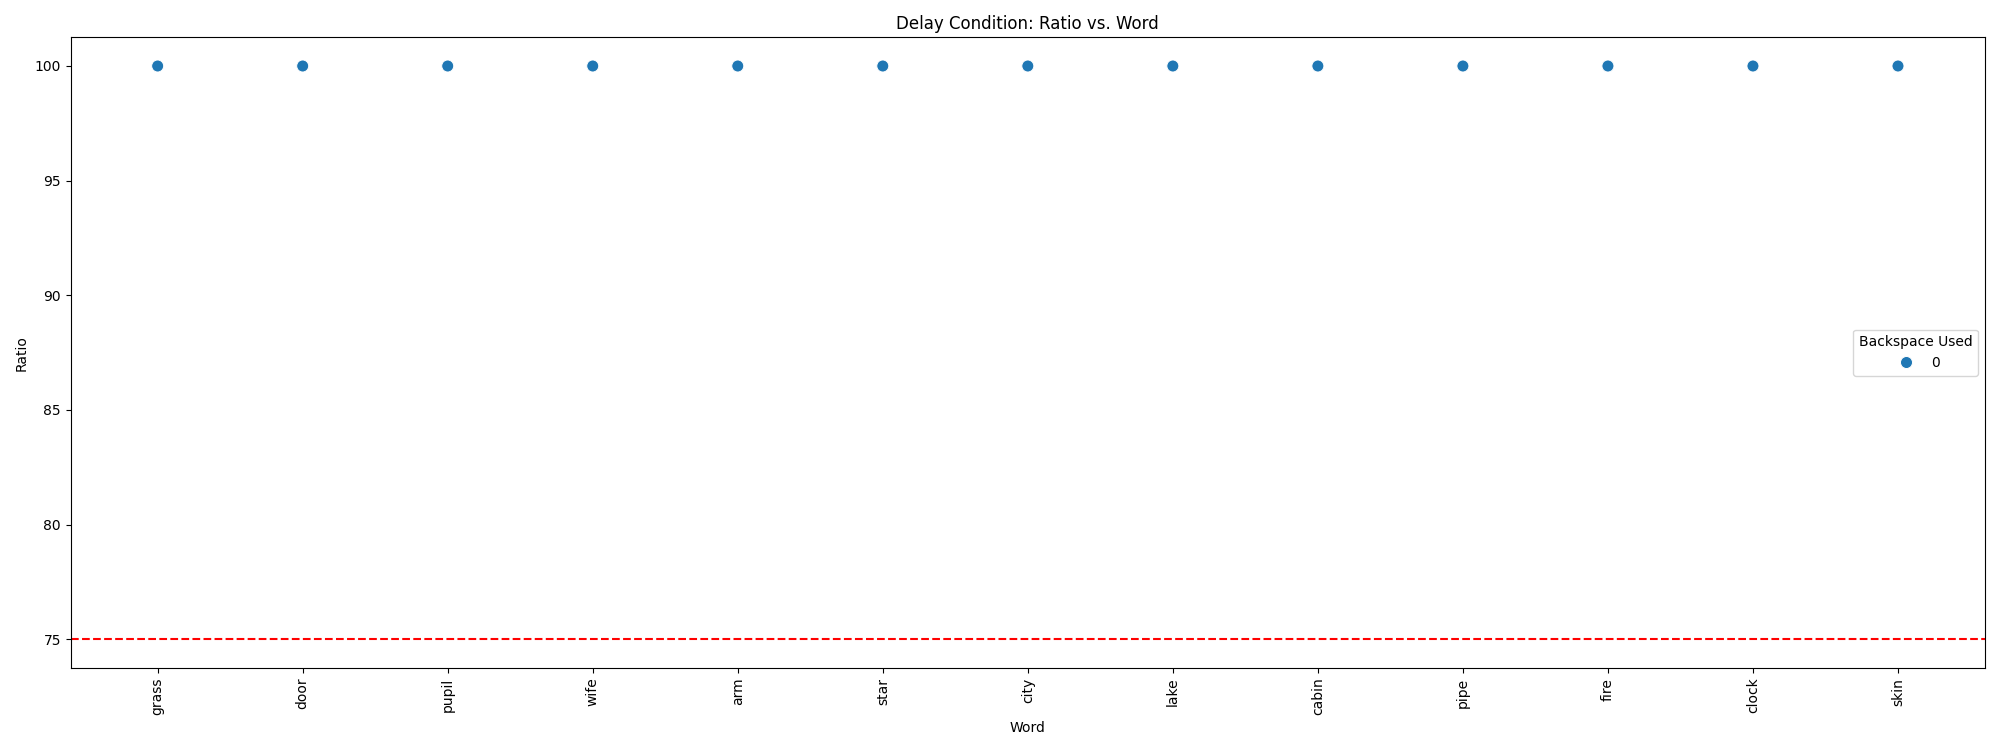 Delay Condition: Ratio vs. Word
100
95
90
85
80
75
Ratio
Backspace Used
0
grass
door
pupil
wife
arm
star
city
lake
cabin
pipe
fire
clock
skin
Word